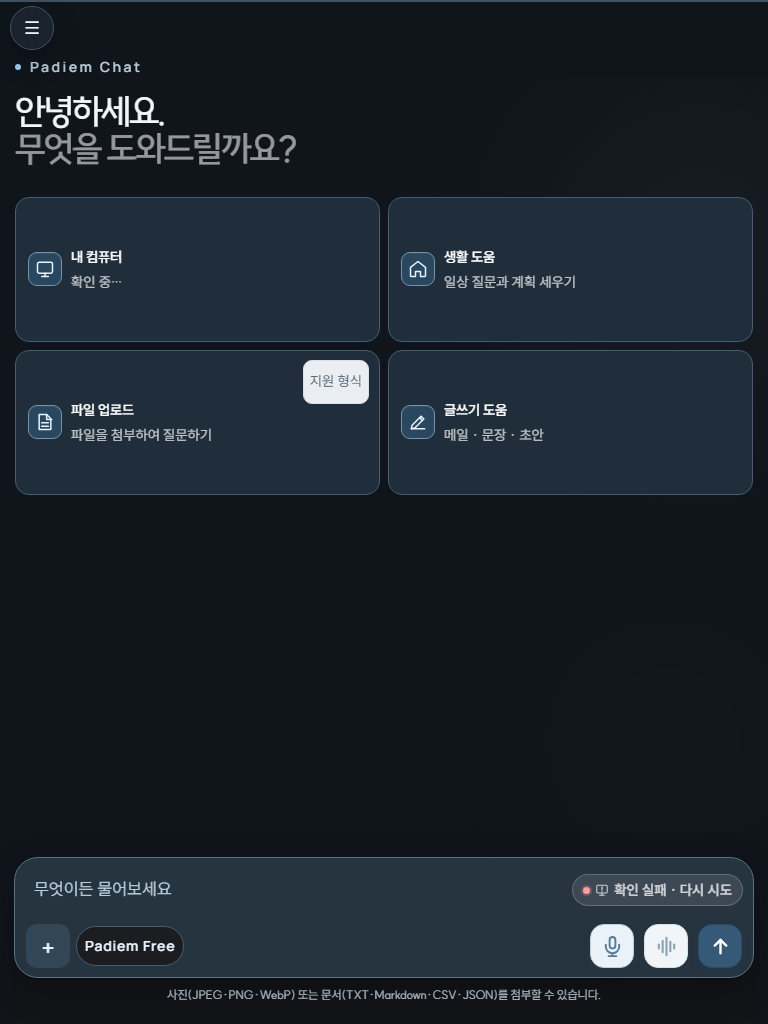 Padiem Chat
안녕하세요.
무엇을 도와드릴까요?
내 컴퓨터
확인 중…
생활 도움
일상 질문과 계획 세우기
지원 형식
파일 업로드
파일을 첨부하여 질문하기
글쓰기 도움
메일 · 문장 · 초안
무엇이든 물어보세요
확인 실패 · 다시 시도
+
Padiem Free
사진(JPEG·PNG·WebP) 또는 문서(TXT·Markdown·CSV·JSON)를 첨부할 수 있습니다.